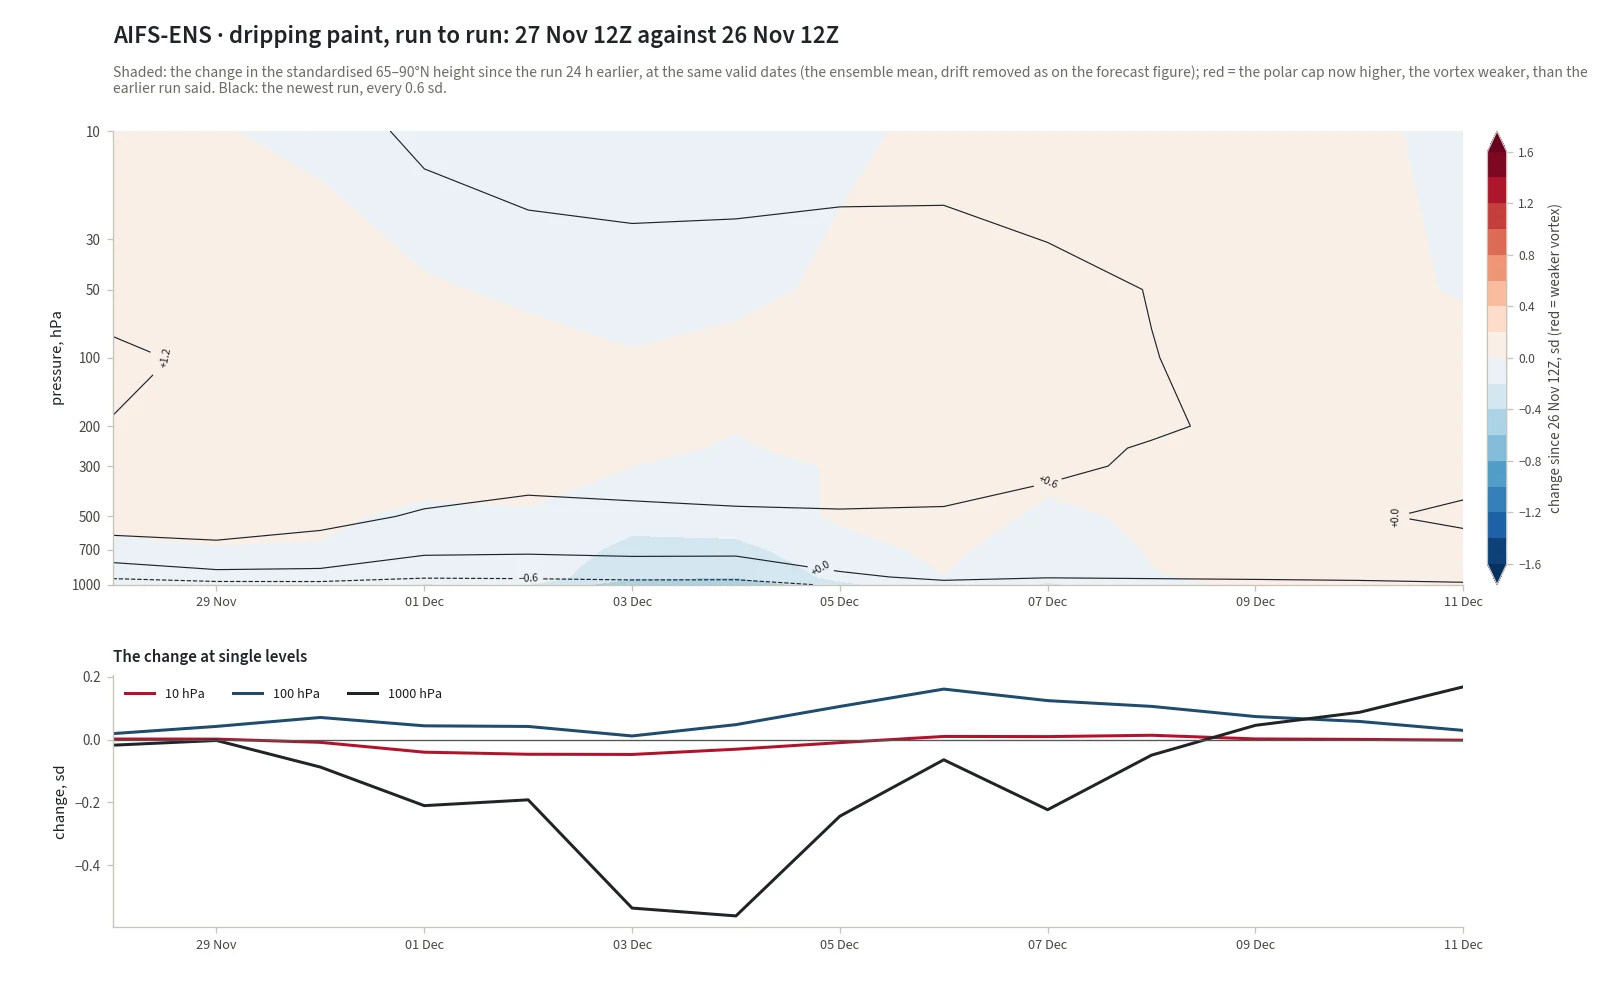 AIFS-ENS · dripping paint, run to run: 27 Nov 12Z against 26 Nov 12Z
Shaded: the change in the standardised 65–90°N height since the run 24 h earlier, at the same valid dates (the ensemble mean, drift removed as on the forecast figure); red = the polar cap now higher, the vortex weaker, than the
earlier run said. Black: the newest run, every 0.6 sd.
pressure, hPa
10
30
50
100
200
300
500
700
1000
+1.2
+0.6
+0.0
−0.6
+0.0
29 Nov
01 Dec
03 Dec
05 Dec
07 Dec
09 Dec
11 Dec
1.6
1.2
0.8
0.4
0.0
−0.4
−0.8
−1.2
−1.6
change since 26 Nov 12Z, sd (red = weaker vortex)
The change at single levels
10 hPa
100 hPa
1000 hPa
change, sd
0.2
0.0
−0.2
−0.4
29 Nov
01 Dec
03 Dec
05 Dec
07 Dec
09 Dec
11 Dec